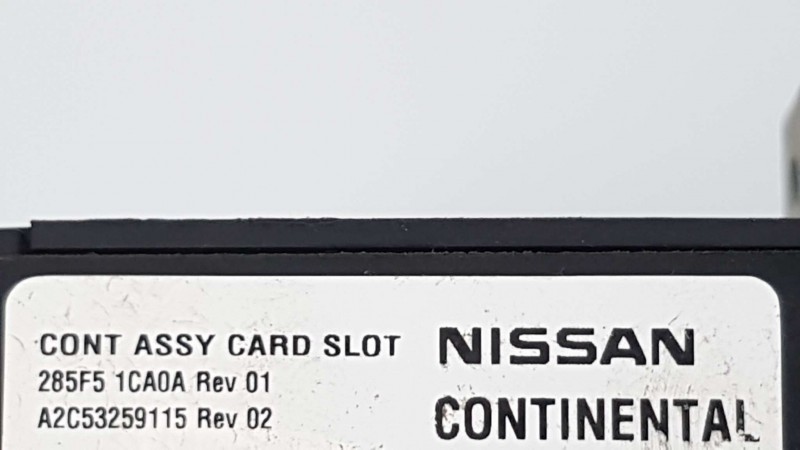 CONT ASSY CARD SLOT
285F5 1CA0A Rev 01
A2C53259115 Rev 02
NISSAN
CONTINENTAL